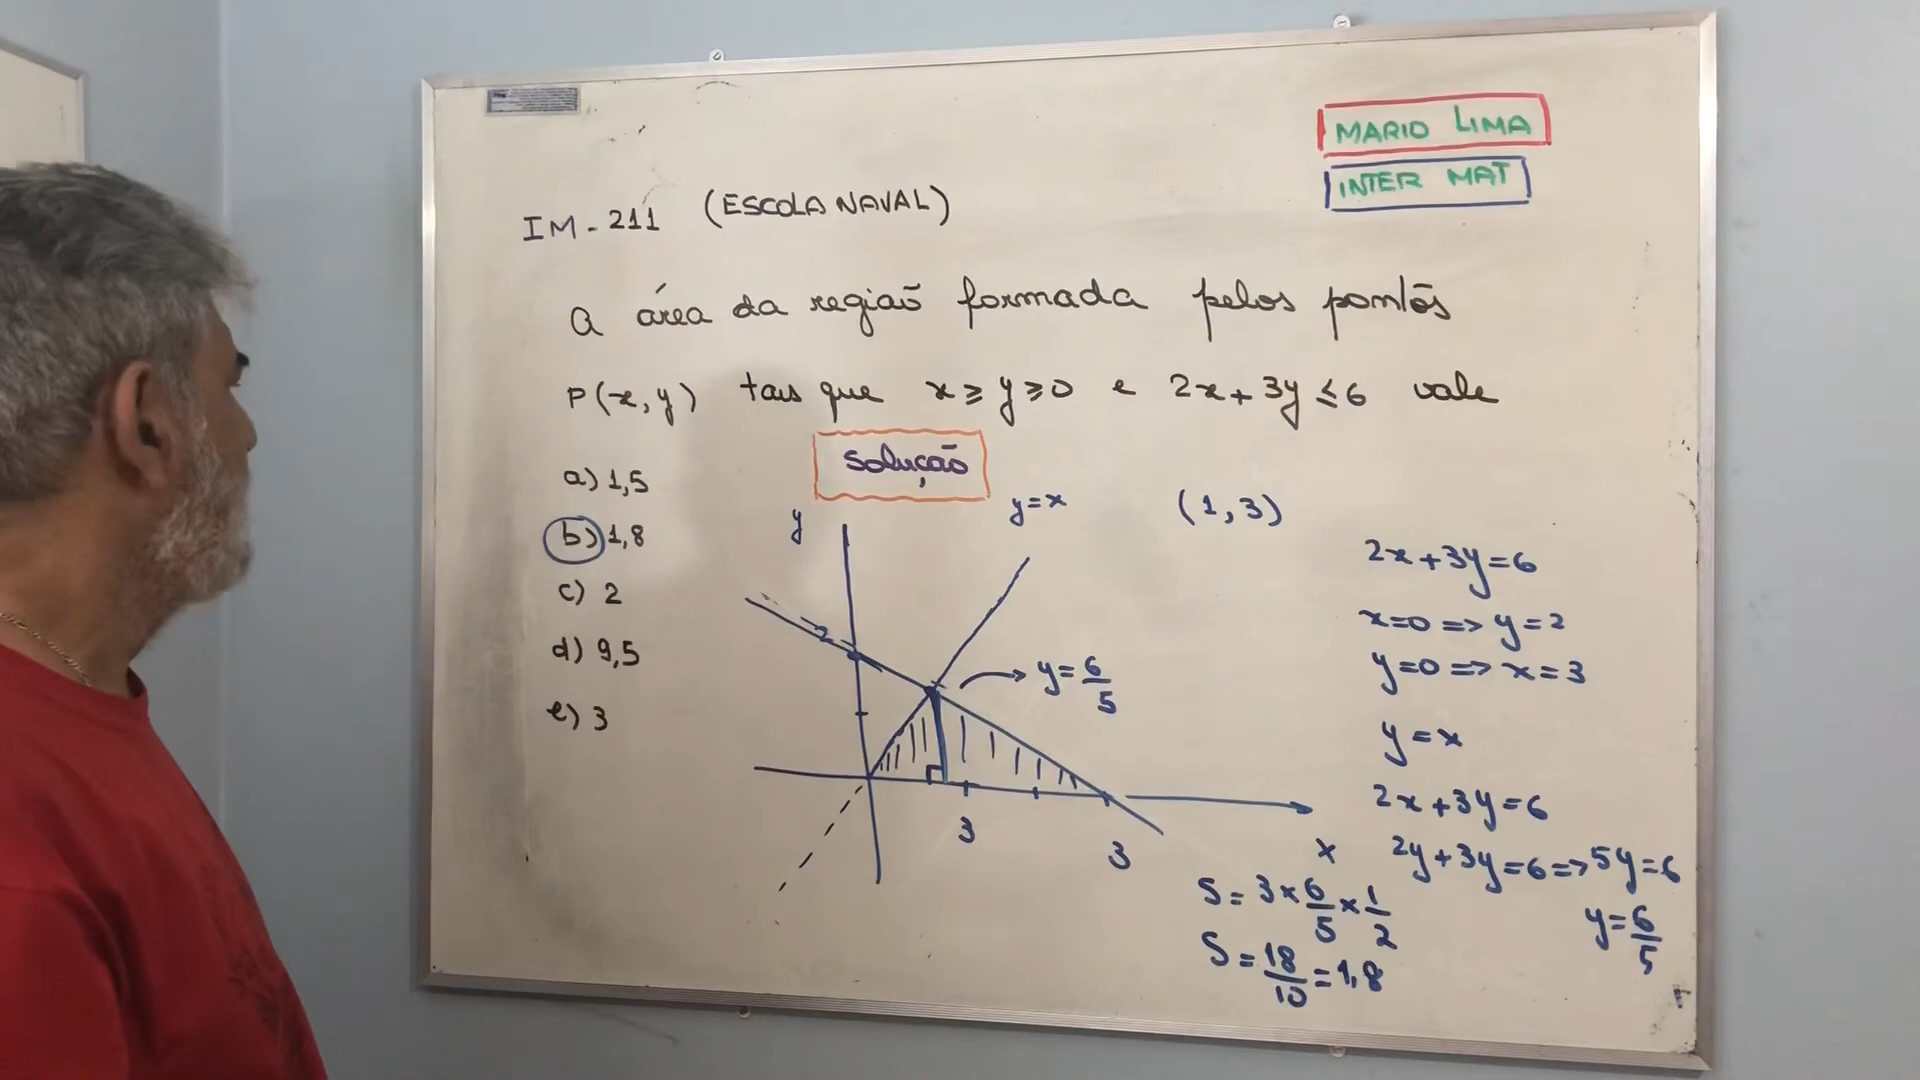 MARIO LIMA
INTER MAT
IM - 211 (ESCOLA NAVAL)
A área da região formada pelos pontos
P(x, y) tais que x ≥ y ≥ 0 e 2x + 3y ≤ 6 vale
Solução
a) 1,5
b) 1,8
c) 2
d) 9,5
e) 3
y
y = x
(1, 3)
2
y = 6/5
3
3
x
2x + 3y = 6
x = 0 => y = 2
y = 0 => x = 3
y = x
2x + 3y = 6
2y + 3y = 6 => 5y = 6
y = 6/5
S = 3 × 6/5 × 1/2
S = 18/10 = 1,8